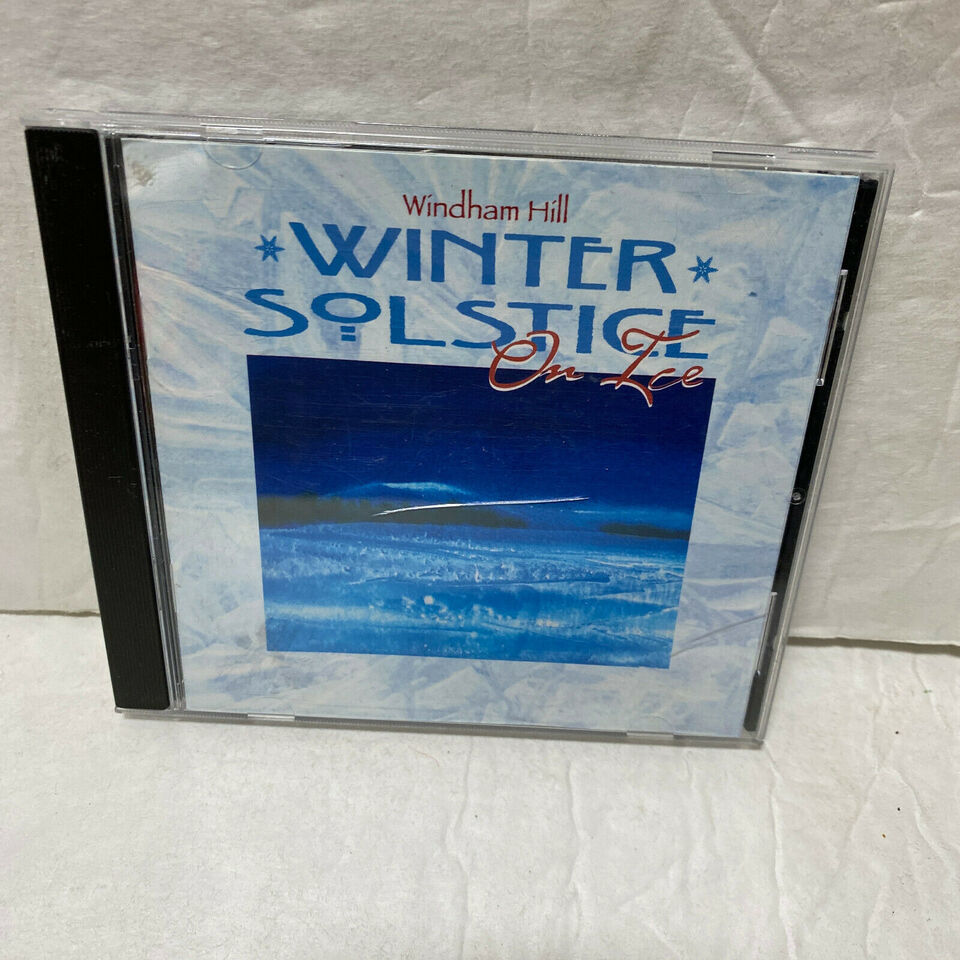 Windham Hill
WINTER
SOLSTICE
On Ice